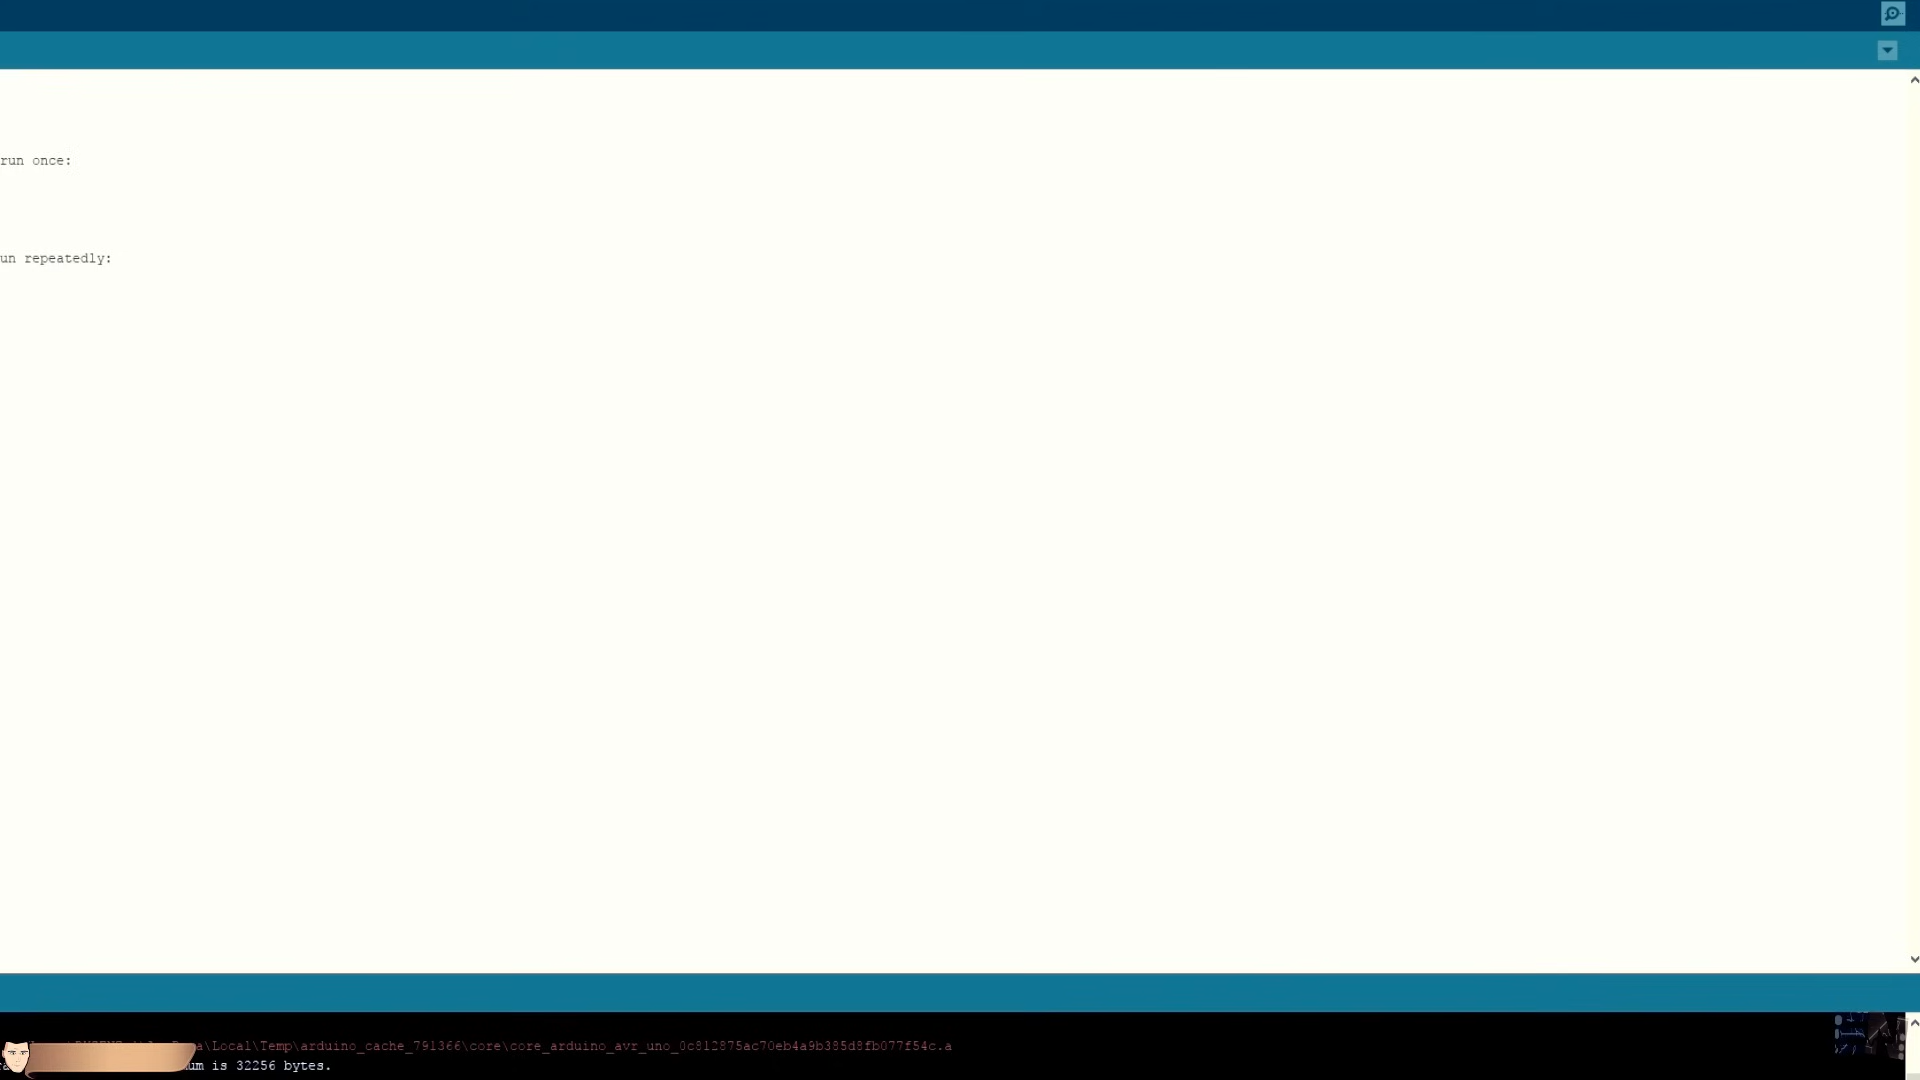 run once:
un repeatedly:
a\Local\Temp\arduino_cache_791366\core\core_arduino_avr_uno_0c812875ac70eb4a9b385d8fb077f54c.a
um is 32256 bytes.